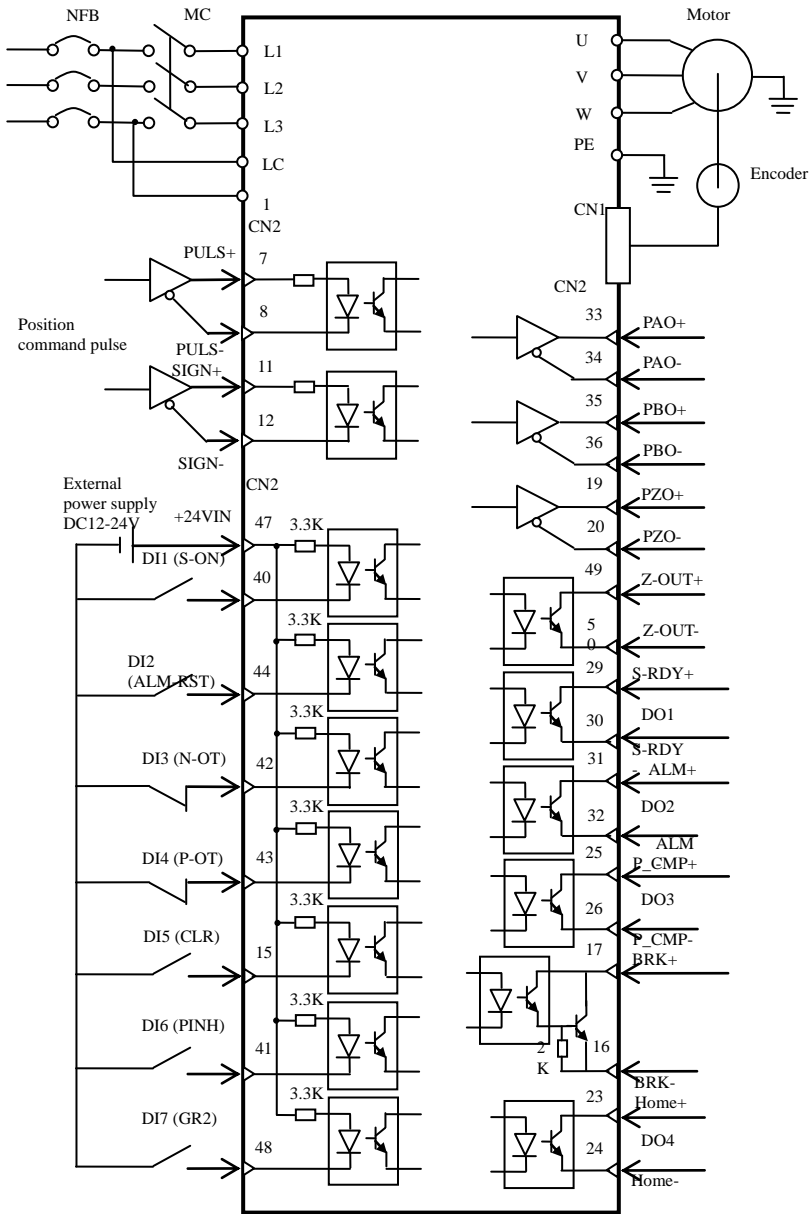 NFB
MC
L1
L2
L3
LC
1
CN2
PULS+
7
8
Position
command pulse
PULS-
SIGN+
11
12
SIGN-
CN2
External
power supply
DC12-24V
+24VIN
47
3.3K
DI1 (S-ON)
40
3.3K
DI2
(ALM-RST)
44
3.3K
DI3 (N-OT)
42
3.3K
DI4 (P-OT)
43
3.3K
DI5 (CLR)
15
3.3K
DI6 (PINH)
41
3.3K
DI7 (GR2)
48
Motor
U
V
W
PE
Encoder
CN1
CN2
33
PAO+
34
PAO-
35
PBO+
36
PBO-
19
PZO+
20
PZO-
49
Z-OUT+
5
0
Z-OUT-
29
S-RDY+
30
DO1
31
S-RDY
- ALM+
32
DO2
25
ALM
-
P_CMP+
26
DO3
17
P_CMP-
BRK+
2
K
16
BRK-
23
Home+
24
DO4
Home-